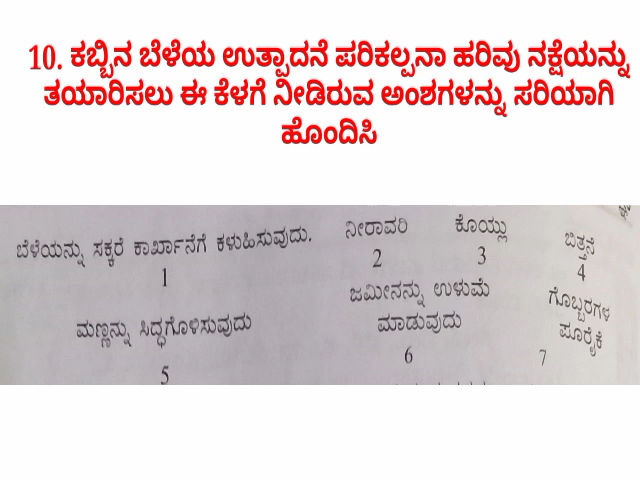 10. ಕಬ್ಬಿನ ಬೆಳೆಯ ಉತ್ಪಾದನೆ ಪರಿಕಲ್ಪನಾ ಹರಿವು ನಕ್ಷೆಯನ್ನು
ತಯಾರಿಸಲು ಈ ಕೆಳಗೆ ನೀಡಿರುವ ಅಂಶಗಳನ್ನು ಸರಿಯಾಗಿ
ಹೊಂದಿಸಿ
ಬೆಳೆಯನ್ನು ಸಕ್ಕರೆ ಕಾರ್ಖಾನೆಗೆ ಕಳುಹಿಸುವುದು. ನೀರಾವರಿ ಕೊಯ್ಲು ಬಿತ್ತನೆ
1 2 3 4
ಮಣ್ಣನ್ನು ಸಿದ್ಧಗೊಳಿಸುವುದು ಜಮೀನನ್ನು ಉಳುಮೆ ಗೊಬ್ಬರಗಳ
ಮಾಡುವುದು ಪೂರೈಕೆ
5 6 7